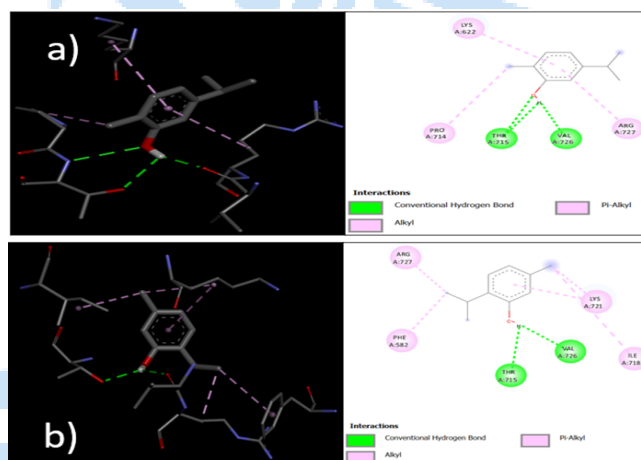 a)
LYS
A:622
PRO
A:714
THR
A:715
VAL
A:726
ARG
A:727
H
Interactions
Conventional Hydrogen Bond
Pi-Alkyl
Alkyl
b)
ARG
A:727
PHE
A:582
LYS
A:721
VAL
A:726
ILE
A:718
THR
A:715
Interactions
Conventional Hydrogen Bond
Pi-Alkyl
Alkyl